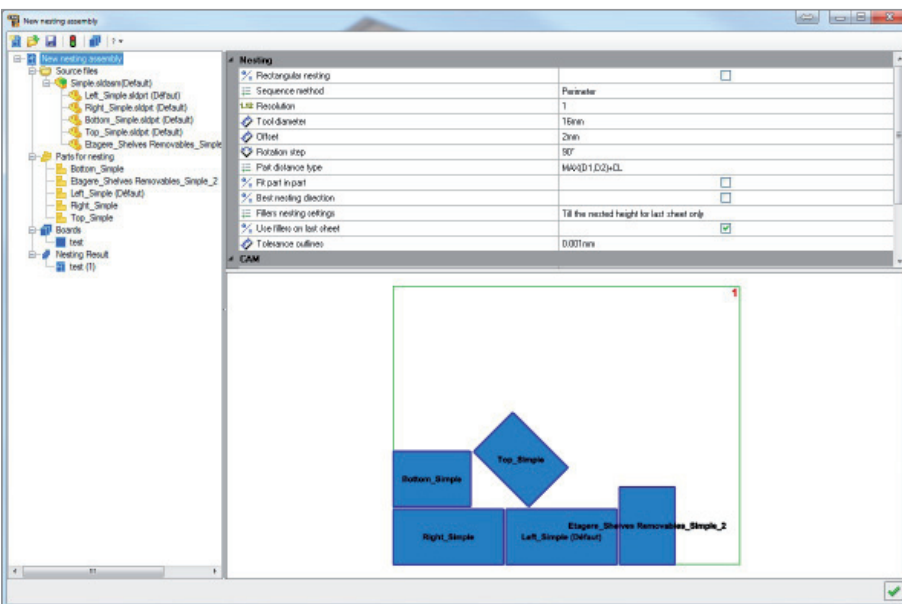 New nesting assembly
? ▾
New nesting assembly
Source files
Simple.sldasm(Default)
Left_Simple.sldprt (Défaut)
Right_Simple.sldprt (Default)
Bottom_Simple.sldprt (Default)
Top_Simple.sldprt (Default)
Etagere_Shelves Removables_Simple
Parts for nesting
Bottom_Simple
Etagere_Shelves Removables_Simple_2
Left_Simple (Défaut)
Right_Simple
Top_Simple
Boards
test
Nesting Result
test (1)
Nesting
Rectangular nesting
Sequence method Perimeter
1.12 Resolution 1
Tool diameter 16mm
Offset 2mm
Rotation step 90°
Part distance type MAX(D1,D2)+CL
Fit part in part
Best nesting direction
Fillers nesting settings Till the nested height for last sheet only
Use fillers on last sheet
Tolerance outlines 0.001mm
CAM
1
Top_Simple
Bottom_Simple
Etagere_Shelves Removables_Simple_2
Right_Simple Left_Simple (Défaut)